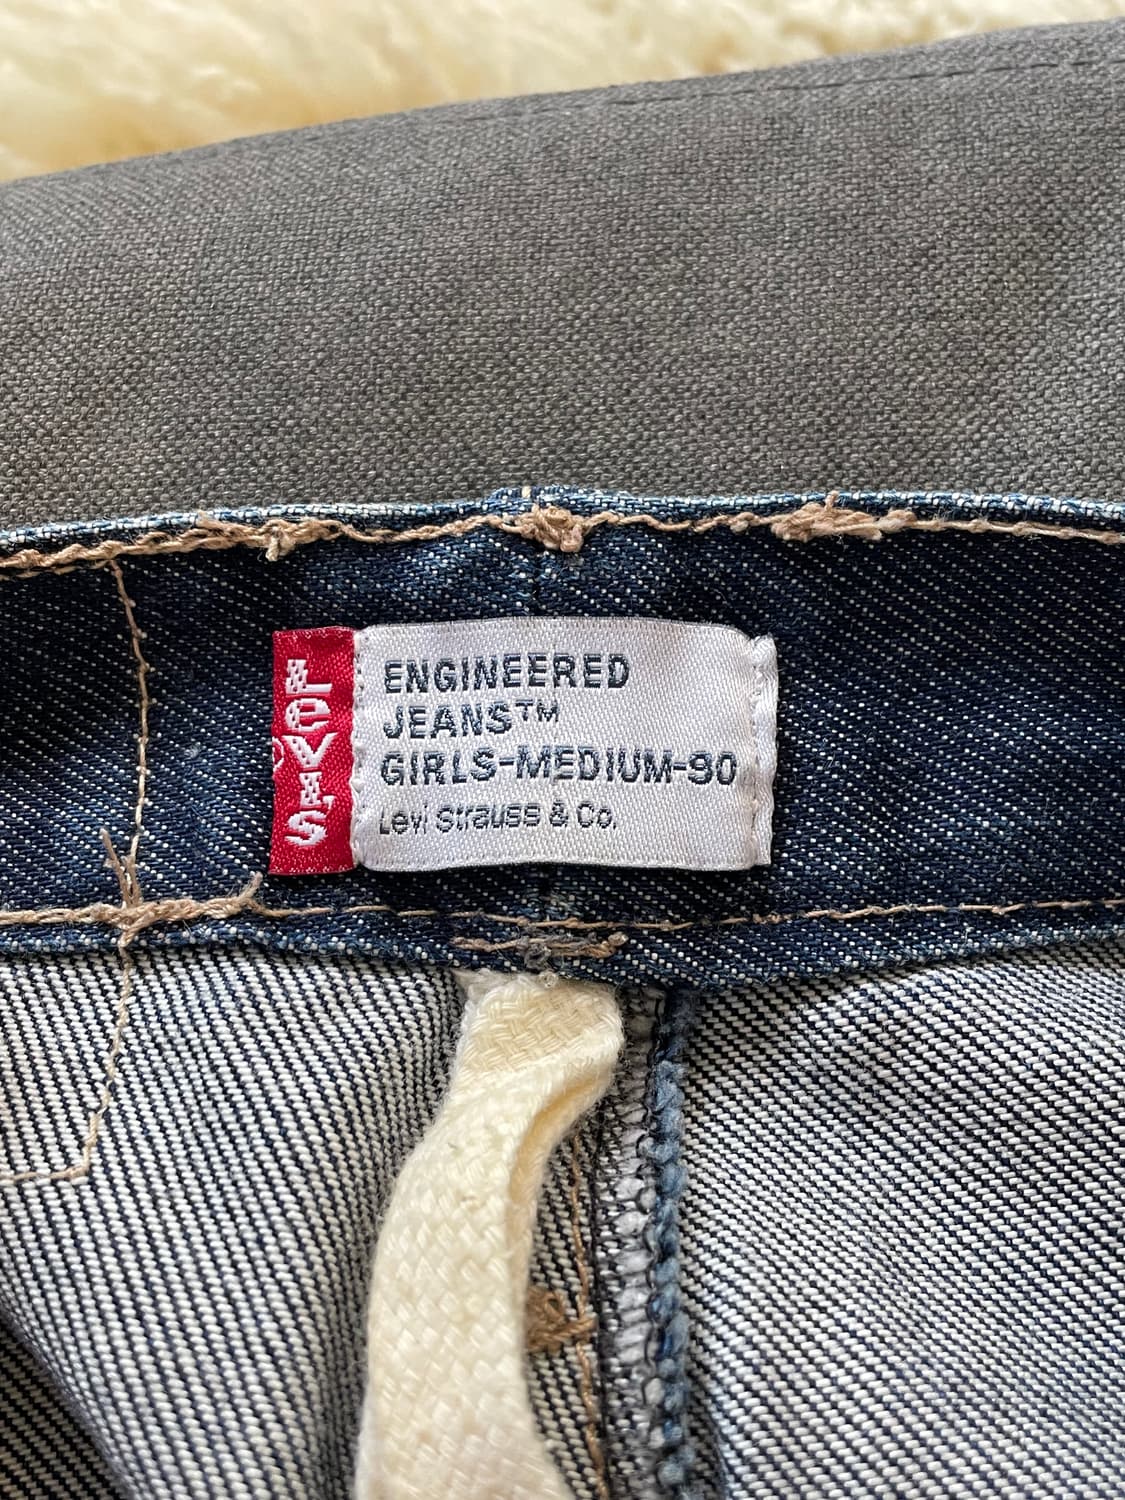 LeVI'S
ENGINEERED
JEANS™
GIRLS-MEDIUM-90
Levi Strauss & Co.